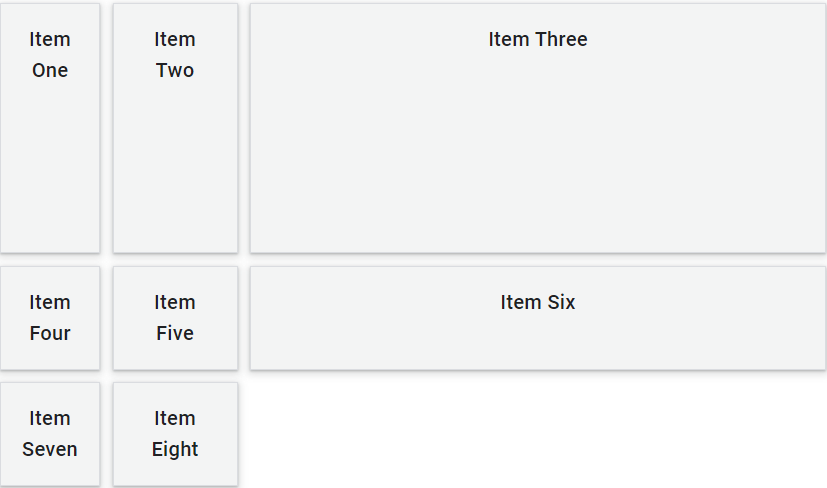 Item
One
Item
Two
Item Three
Item
Four
Item
Five
Item Six
Item
Seven
Item
Eight